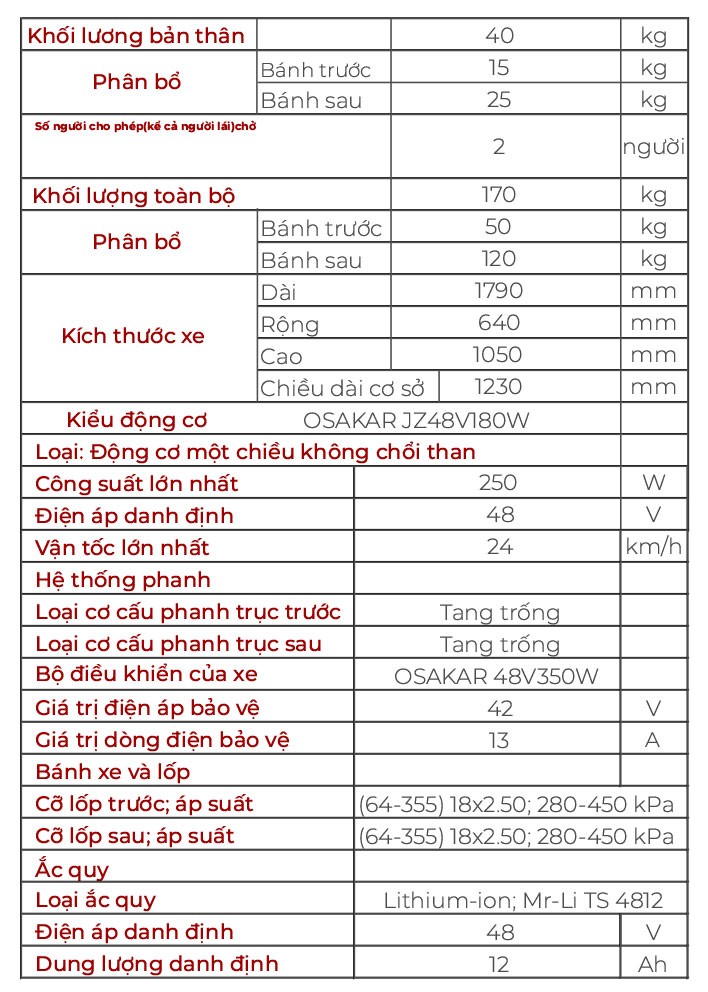 Khối lương bản thân 40 kg
Phân bổ Bánh trước 15 kg
Bánh sau 25 kg
Số người cho phép(kể cả người lái)chở 2 người
Khối lượng toàn bộ 170 kg
Phân bổ Bánh trước 50 kg
Bánh sau 120 kg
Kích thước xe Dài 1790 mm
Rộng 640 mm
Cao 1050 mm
Chiều dài cơ sở 1230 mm
Kiểu động cơ OSAKAR JZ48V180W
Loại: Động cơ một chiều không chổi than
Công suất lớn nhất 250 W
Điện áp danh định 48 V
Vận tốc lớn nhất 24 km/h
Hệ thống phanh
Loại cơ cấu phanh trục trước Tang trống
Loại cơ cấu phanh trục sau Tang trống
Bộ điều khiển của xe OSAKAR 48V350W
Giá trị điện áp bảo vệ 42 V
Giá trị dòng điện bảo vệ 13 A
Bánh xe và lốp
Cỡ lốp trước; áp suất (64-355) 18x2.50; 280-450 kPa
Cỡ lốp sau; áp suất (64-355) 18x2.50; 280-450 kPa
Ắc quy
Loại ắc quy Lithium-ion; Mr-Li TS 4812
Điện áp danh định 48 V
Dung lượng danh định 12 Ah